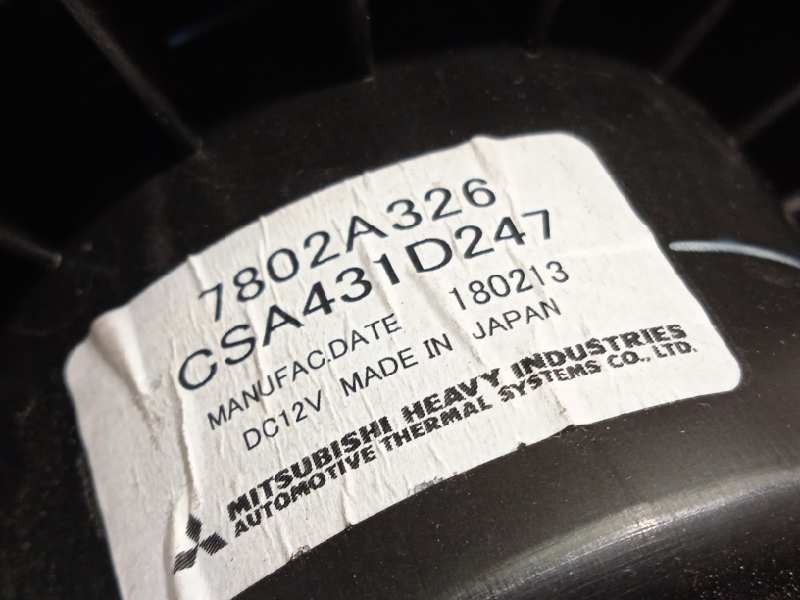 7802A326
CSA431D247
MANUFAC.DATE 180213
DC12V MADE IN JAPAN
MITSUBISHI HEAVY INDUSTRIES
AUTOMOTIVE THERMAL SYSTEMS CO., LTD.